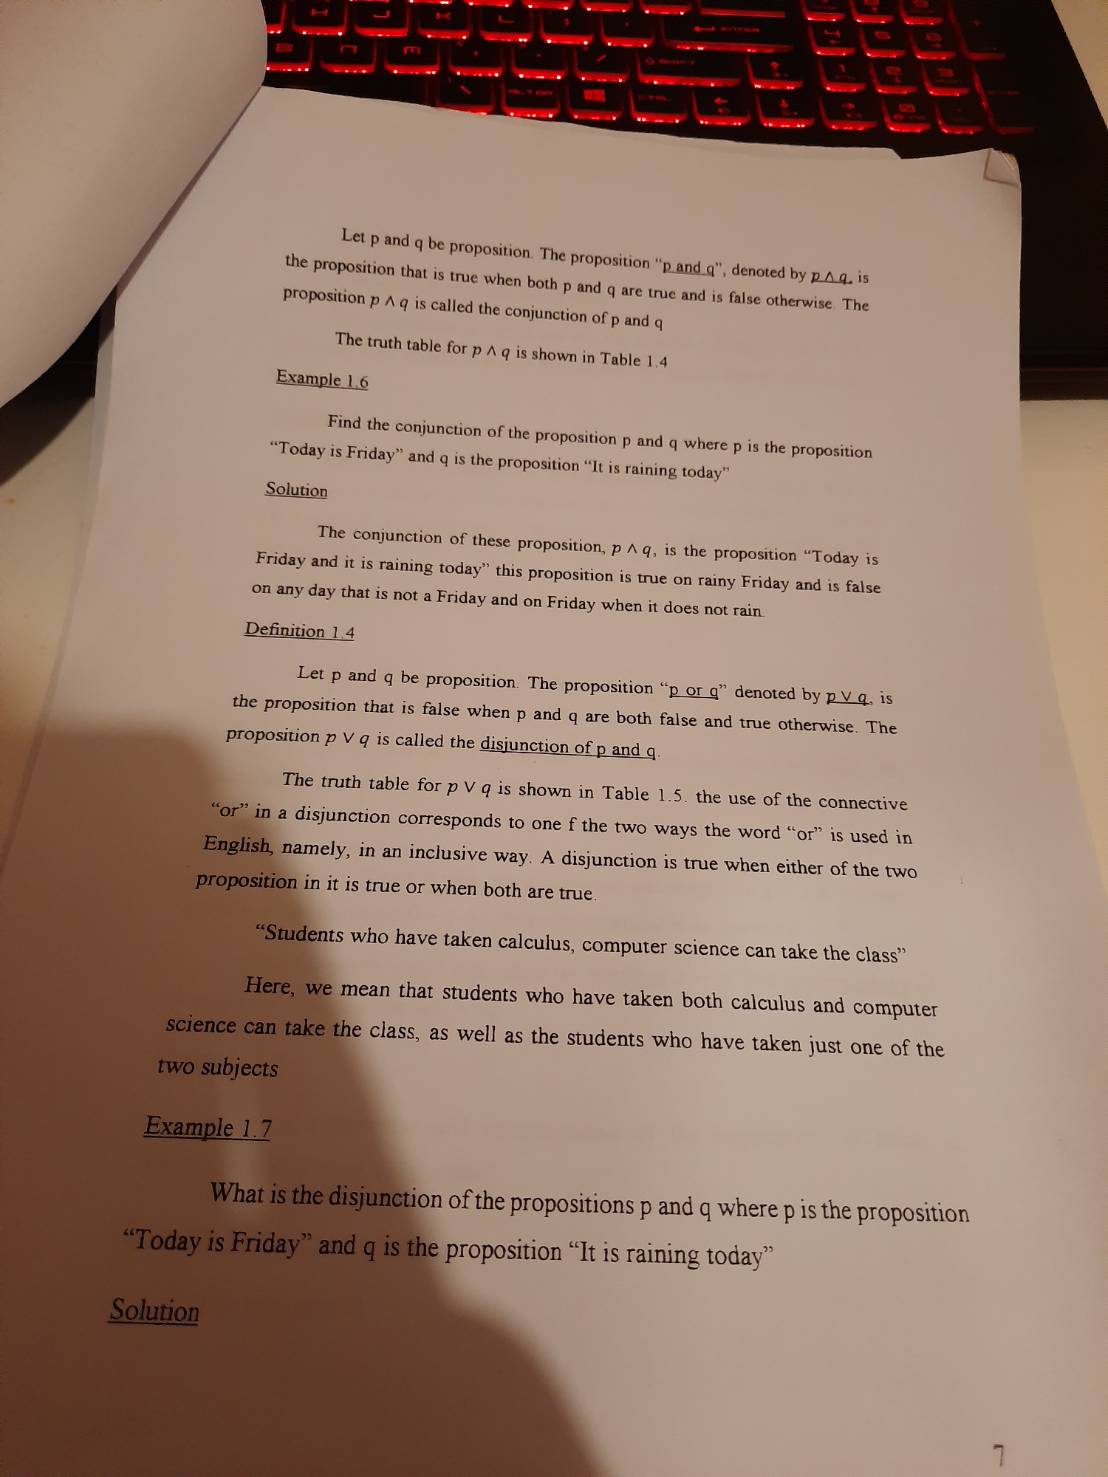 Let p and q be proposition. The proposition “p and q”, denoted by p ∧ q, is
the proposition that is true when both p and q are true and is false otherwise. The
proposition p ∧ q is called the conjunction of p and q
The truth table for p ∧ q is shown in Table 1.4
Example 1.6
Find the conjunction of the proposition p and q where p is the proposition
“Today is Friday” and q is the proposition “It is raining today”
Solution
The conjunction of these proposition, p ∧ q, is the proposition “Today is
Friday and it is raining today” this proposition is true on rainy Friday and is false
on any day that is not a Friday and on Friday when it does not rain.
Definition 1.4
Let p and q be proposition. The proposition “p or q” denoted by p ∨ q, is
the proposition that is false when p and q are both false and true otherwise. The
proposition p ∨ q is called the disjunction of p and q.
The truth table for p ∨ q is shown in Table 1.5. the use of the connective
“or” in a disjunction corresponds to one f the two ways the word “or” is used in
English, namely, in an inclusive way. A disjunction is true when either of the two
proposition in it is true or when both are true.
“Students who have taken calculus, computer science can take the class”
Here, we mean that students who have taken both calculus and computer
science can take the class, as well as the students who have taken just one of the
two subjects
Example 1.7
What is the disjunction of the propositions p and q where p is the proposition
“Today is Friday” and q is the proposition “It is raining today”
Solution
7